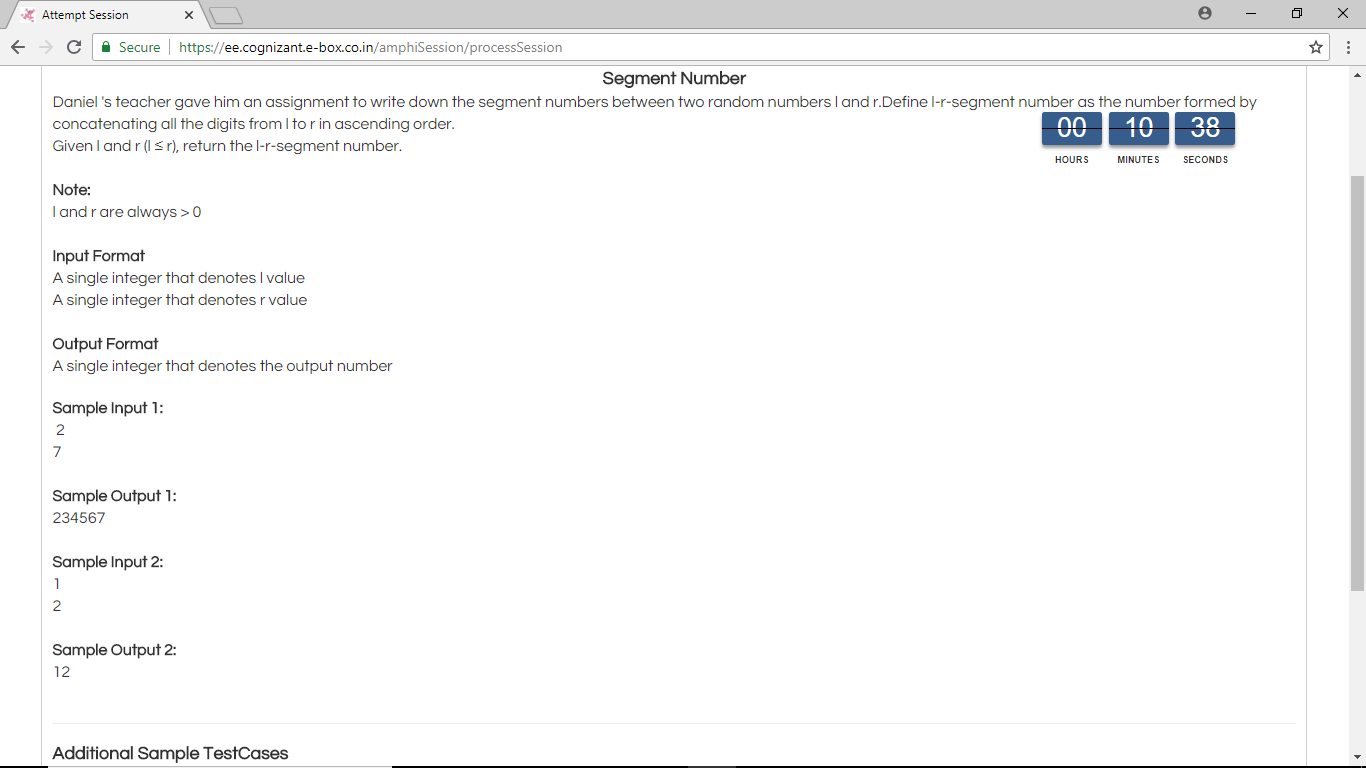 Attempt Session
Secure https://ee.cognizant.e-box.co.in/amphiSession/processSession
Segment Number
Daniel 's teacher gave him an assignment to write down the segment numbers between two random numbers l and r.Define l-r-segment number as the number formed by
concatenating all the digits from l to r in ascending order.
00 10 38
Given l and r (l ≤ r), return the l-r-segment number.
HOURS MINUTES SECONDS
Note:
l and r are always > 0
Input Format
A single integer that denotes l value
A single integer that denotes r value
Output Format
A single integer that denotes the output number
Sample Input 1:
2
7
Sample Output 1:
234567
Sample Input 2:
1
2
Sample Output 2:
12
Additional Sample TestCases